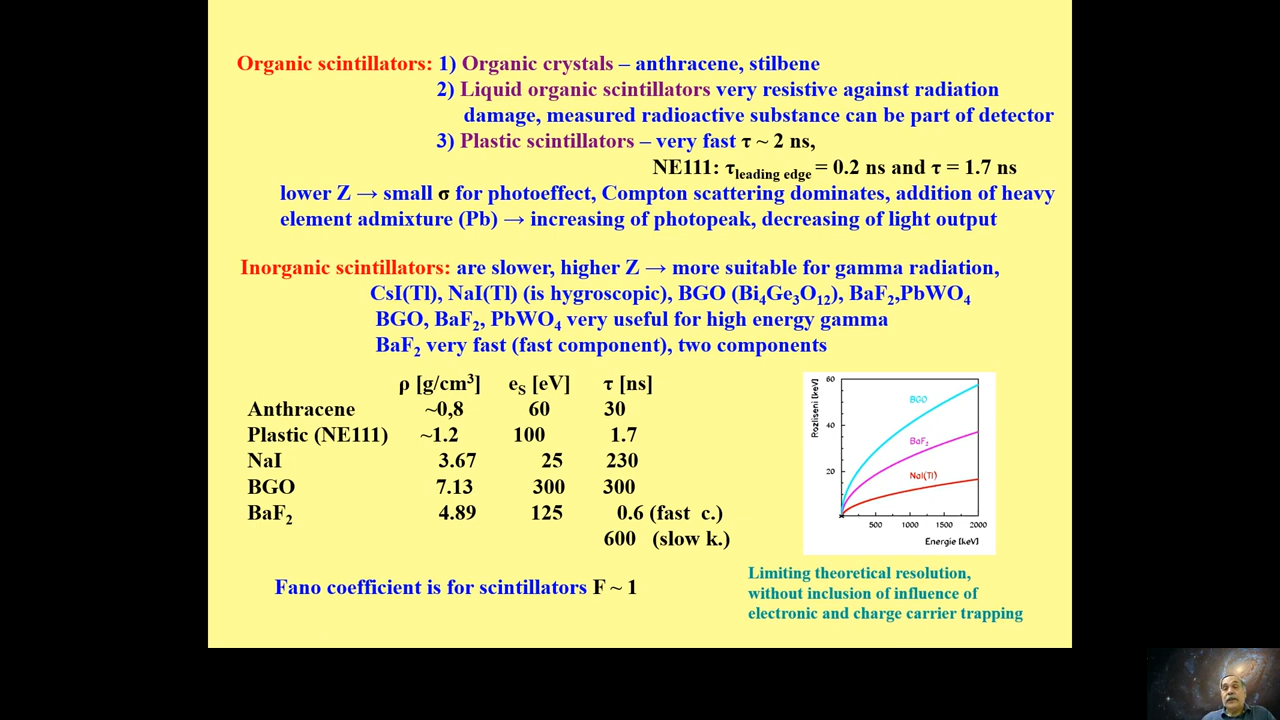 Organic scintillators: 1) Organic crystals – anthracene, stilbene
2) Liquid organic scintillators very resistive against radiation
damage, measured radioactive substance can be part of detector
3) Plastic scintillators – very fast τ ~ 2 ns,
NE111: τleading edge = 0.2 ns and τ = 1.7 ns
lower Z → small σ for photoeffect, Compton scattering dominates, addition of heavy
element admixture (Pb) → increasing of photopeak, decreasing of light output
Inorganic scintillators: are slower, higher Z → more suitable for gamma radiation,
CsI(Tl), NaI(Tl) (is hygroscopic), BGO (Bi4Ge3O12), BaF2,PbWO4
BGO, BaF2, PbWO4 very useful for high energy gamma
BaF2 very fast (fast component), two components
ρ [g/cm3] eS [eV] τ [ns]
Anthracene ~0,8 60 30
Plastic (NE111) ~1.2 100 1.7
NaI 3.67 25 230
BGO 7.13 300 300
BaF2 4.89 125 0.6 (fast c.)
600 (slow k.)
Fano coefficient is for scintillators F ~ 1
Rozliseni [keV]
60
40
20
BGO
BaF2
NaI(Tl)
500 1000 1500 2000
Energie [keV]
Limiting theoretical resolution,
without inclusion of influence of
electronic and charge carrier trapping